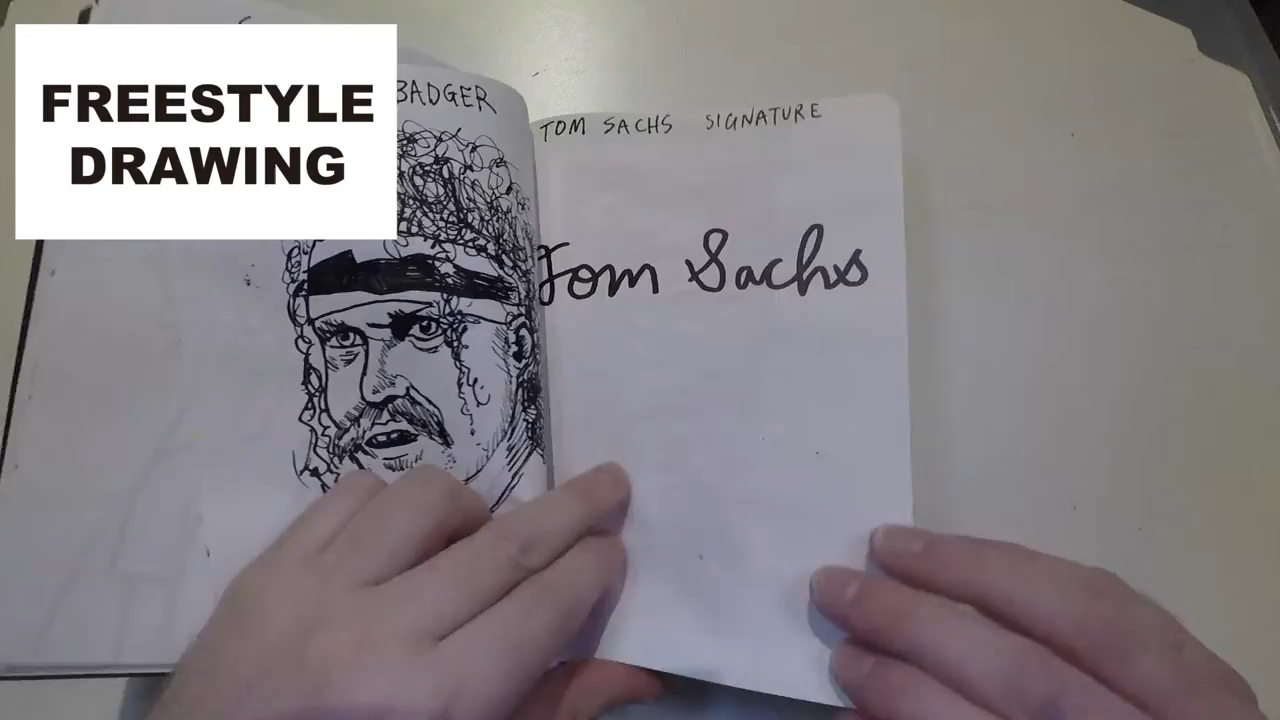 FREESTYLE
DRAWING
BADGER
TOM SACHS SIGNATURE
Tom Sachs